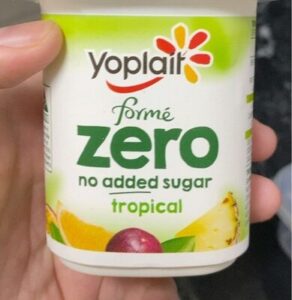 yoplait
formé
zero
no added sugar
tropical